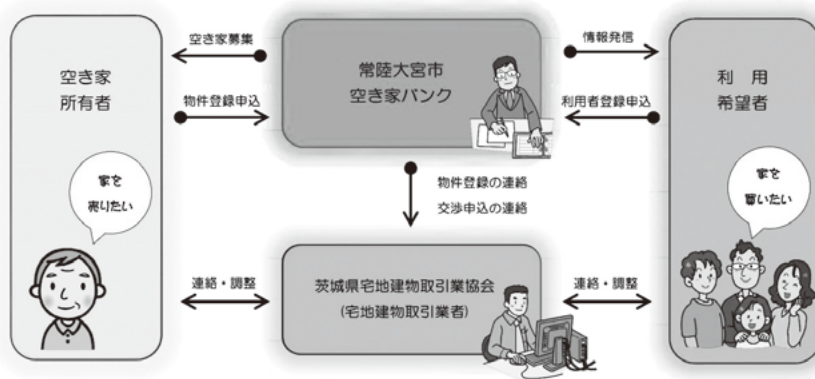 空き家
所有者
家を
売りたい
空き家募集
物件登録申込
常陸大宮市
空き家バンク
情報発信
利用者登録申込
利　用
希望者
家を
買いたい
物件登録の連絡
交渉申込の連絡
連絡・調整
茨城県宅地建物取引業協会
(宅地建物取引業者)
連絡・調整